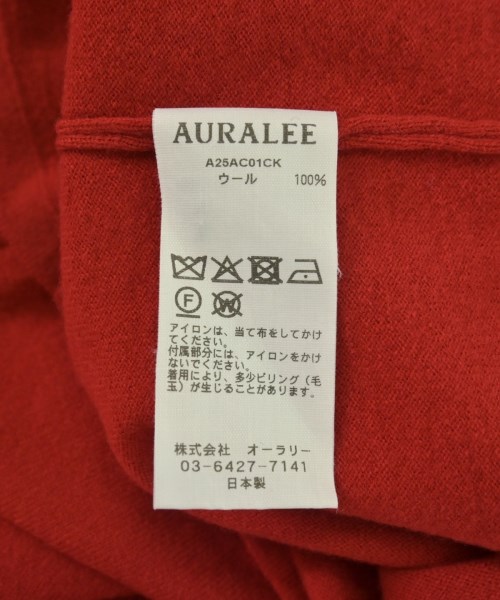 AURALEE
A25AC01CK
ウール 100%
F
W
アイロンは、当て布をしてかけ
てください。
付属部分には、アイロンをかけ
ないでください。
着用により、多少ピリング(毛
玉)が生じることがあります。
株式会社 オーラリー
03-6427-7141
日本製